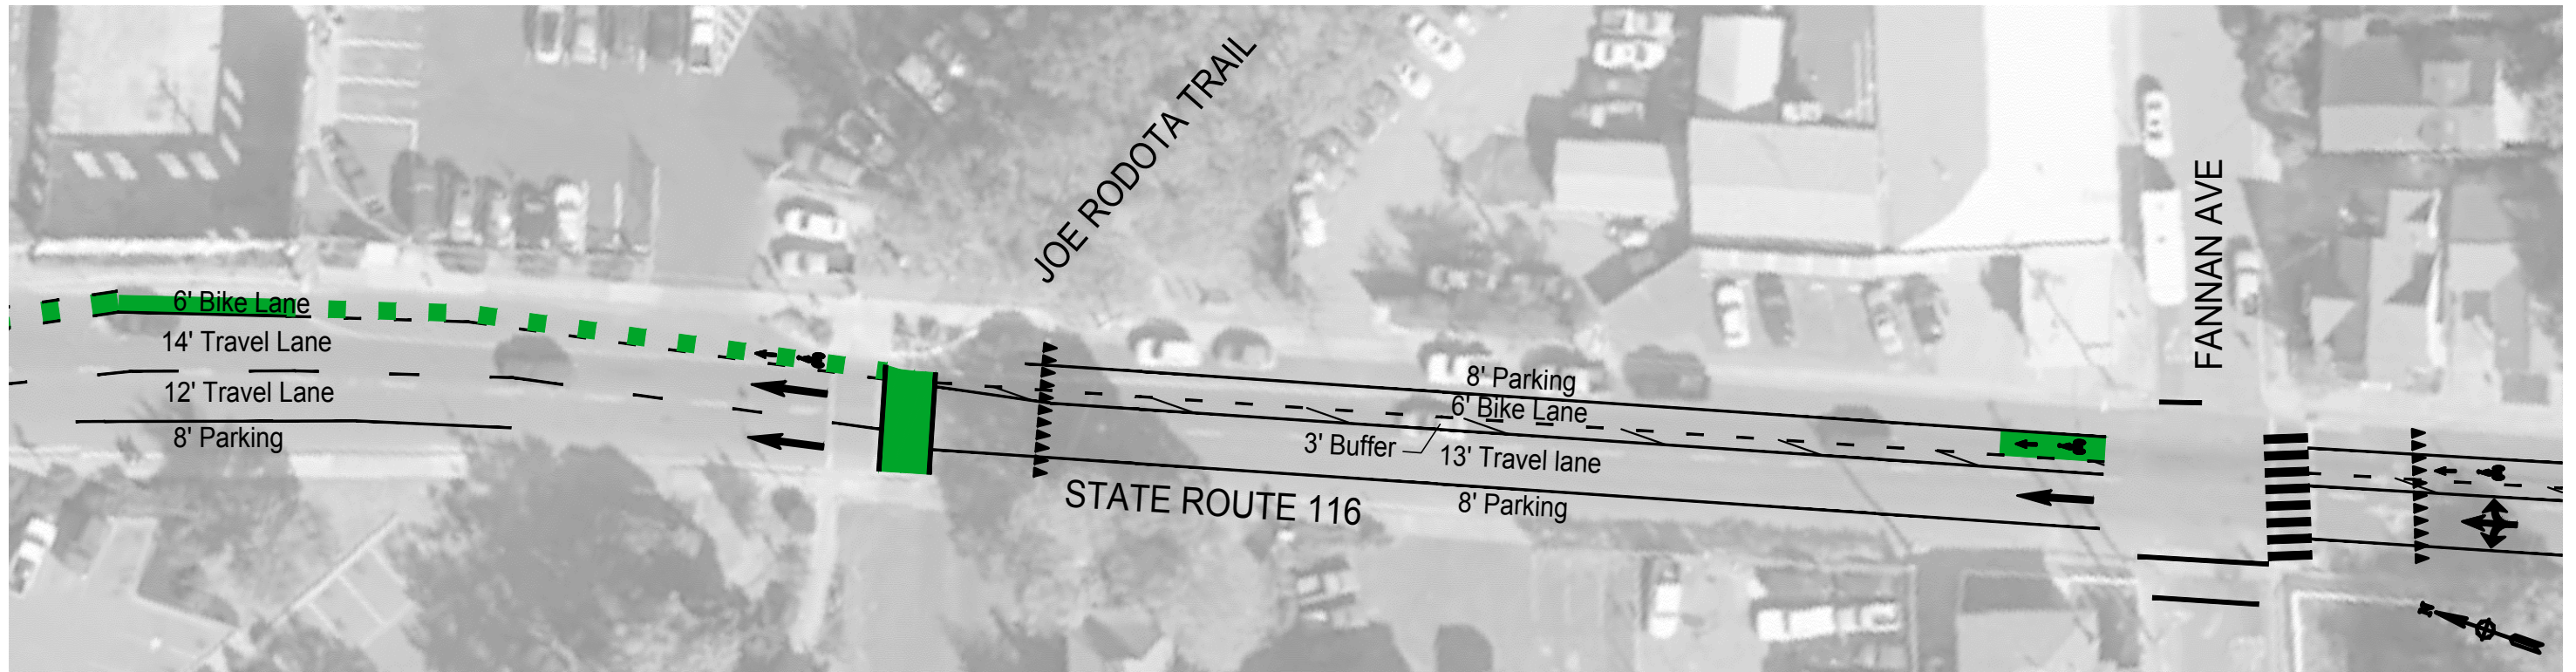 JOE RODOTA TRAIL
FANNAN AVE
6' Bike Lane
14' Travel Lane
12' Travel Lane
8' Parking
8' Parking
6' Bike Lane
3' Buffer
13' Travel lane
8' Parking
STATE ROUTE 116